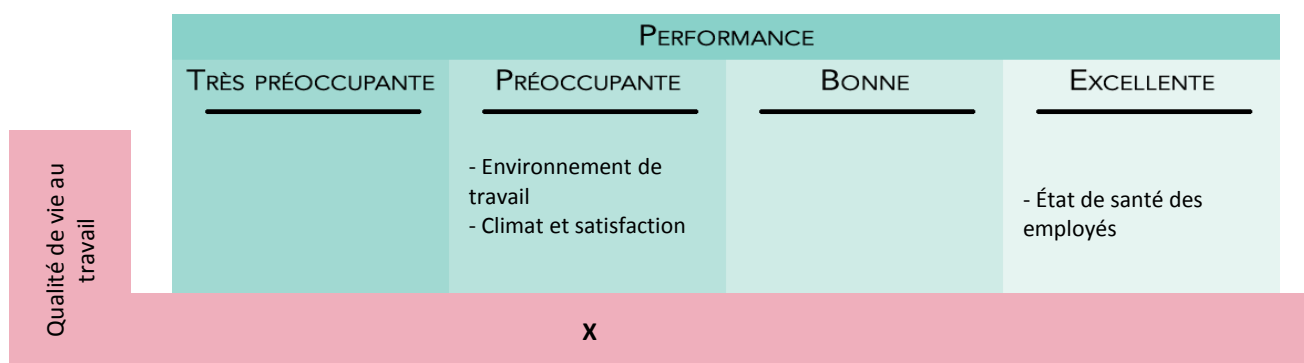 PERFORMANCE
TRÈS PRÉOCCUPANTE
PRÉOCCUPANTE
BONNE
EXCELLENTE
Qualité de vie au
travail
- Environnement de
travail
- Climat et satisfaction
- État de santé des
employés
X